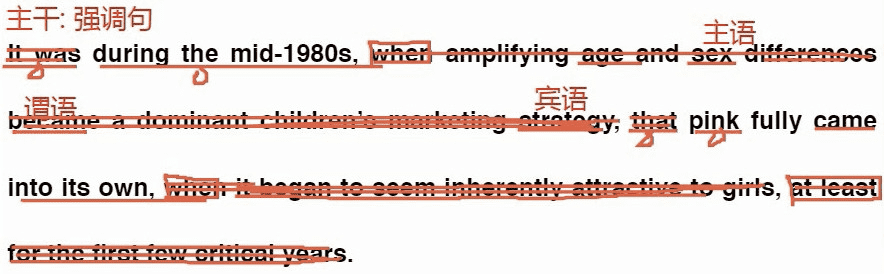 主干: 强调句
主语
It was during the mid-1980s, when amplifying age and sex differences
谓语 宾语
became a dominant children's marketing strategy, that pink fully came
into its own, when it began to seem inherently attractive to girls, at least
for the first few critical years.